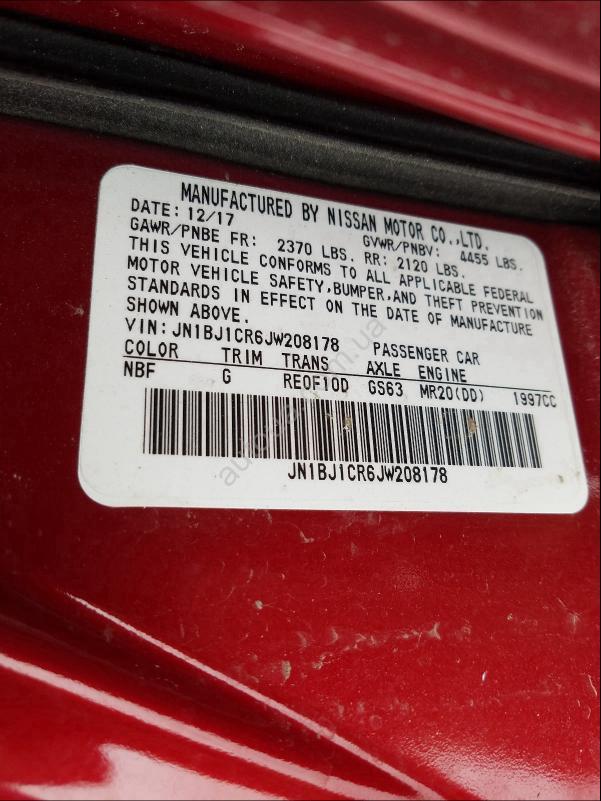 MANUFACTURED BY NISSAN MOTOR CO.,LTD.
DATE: 12/17 GVWR/PNBV: 4455 LBS.
GAWR/PNBE FR: 2370 LBS. RR: 2120 LBS.
THIS VEHICLE CONFORMS TO ALL APPLICABLE FEDERAL
MOTOR VEHICLE SAFETY,BUMPER,AND THEFT PREVENTION
STANDARDS IN EFFECT ON THE DATE OF MANUFACTURE
SHOWN ABOVE.
VIN: JN1BJ1CR6JW208178 PASSENGER CAR
COLOR TRIM TRANS AXLE ENGINE
NBF G RE0F10D GS63 MR20(DD) 1997CC
JN1BJ1CR6JW208178